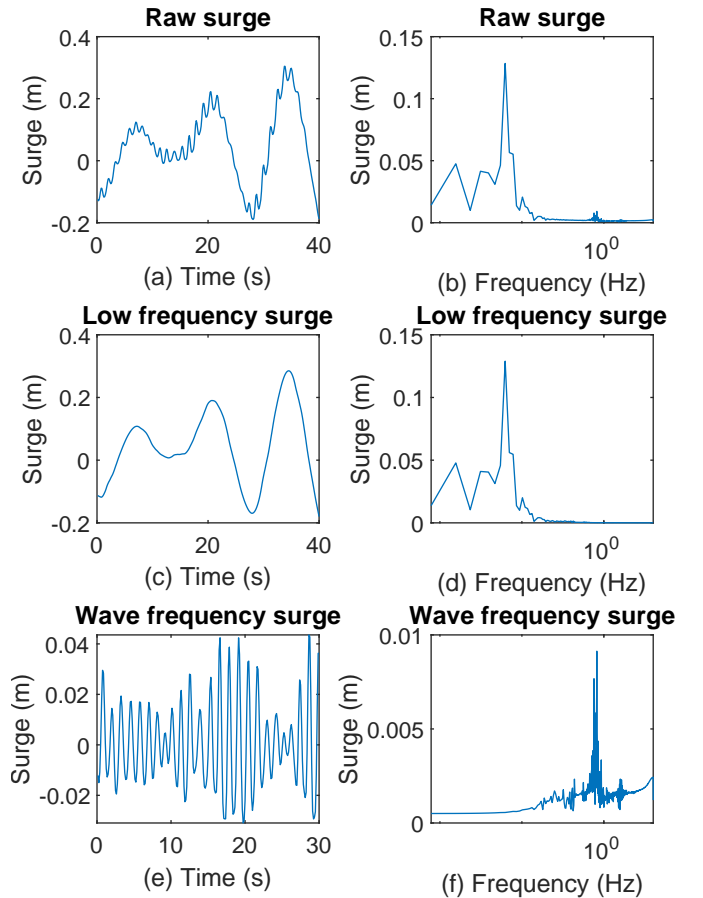 Raw surge
0.4
0.2
0
-0.2
Surge (m)
0
20
40
(a) Time (s)
Raw surge
0.15
0.1
0.05
0
Surge (m)
10^0
(b) Frequency (Hz)
Low frequency surge
0.4
0.2
0
-0.2
Surge (m)
0
20
40
(c) Time (s)
Low frequency surge
0.15
0.1
0.05
0
Surge (m)
10^0
(d) Frequency (Hz)
Wave frequency surge
0.04
0.02
0
-0.02
Surge (m)
0
10
20
30
(e) Time (s)
Wave frequency surge
0.01
0.005
0
Surge (m)
10^0
(f) Frequency (Hz)